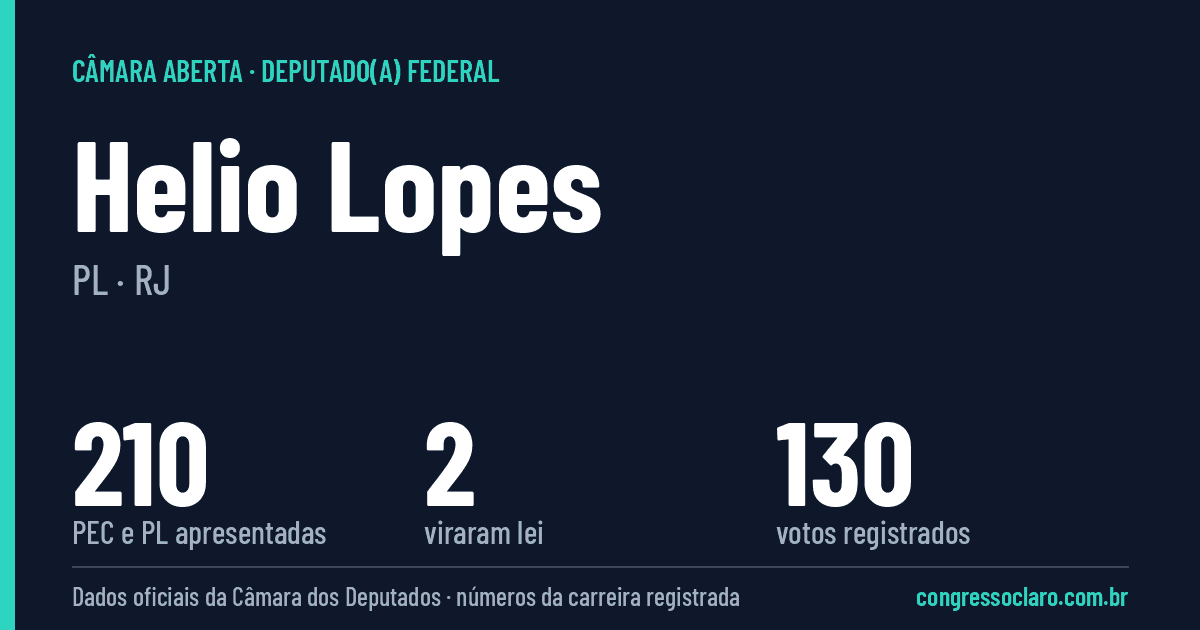 CÂMARA ABERTA · DEPUTADO(A) FEDERAL
Helio Lopes
PL · RJ
210 2 130
PEC e PL apresentadas viraram lei votos registrados
Dados oficiais da Câmara dos Deputados · números da carreira registrada congressoclaro.com.br